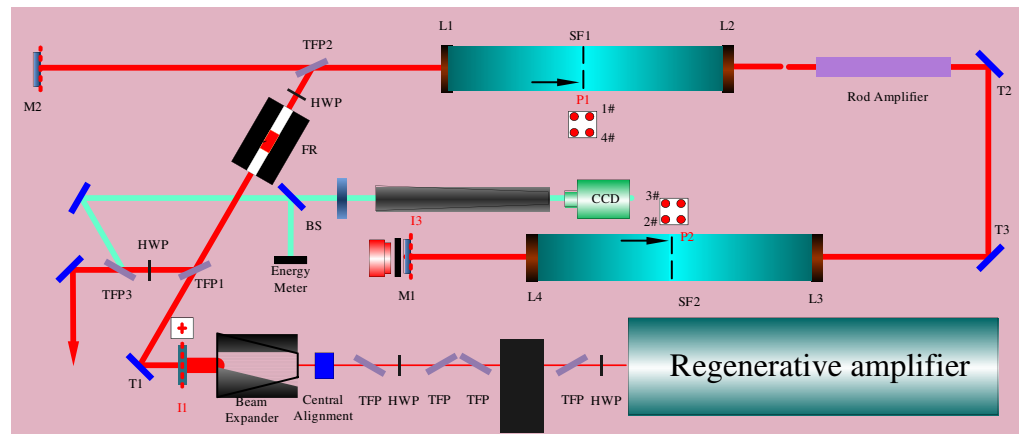 L1
SF1
L2
TFP2
M2
HWP
P1
1#
4#
Rod Amplifier
T2
FR
CCD
3#
2#
P2
BS
I3
T3
HWP
Energy
Meter
M1
TFP3
TFP1
L4
SF2
L3
T1
I1
Beam
Expander
Central
Alignment
TFP
HWP
TFP
TFP
TFP
HWP
Regenerative amplifier